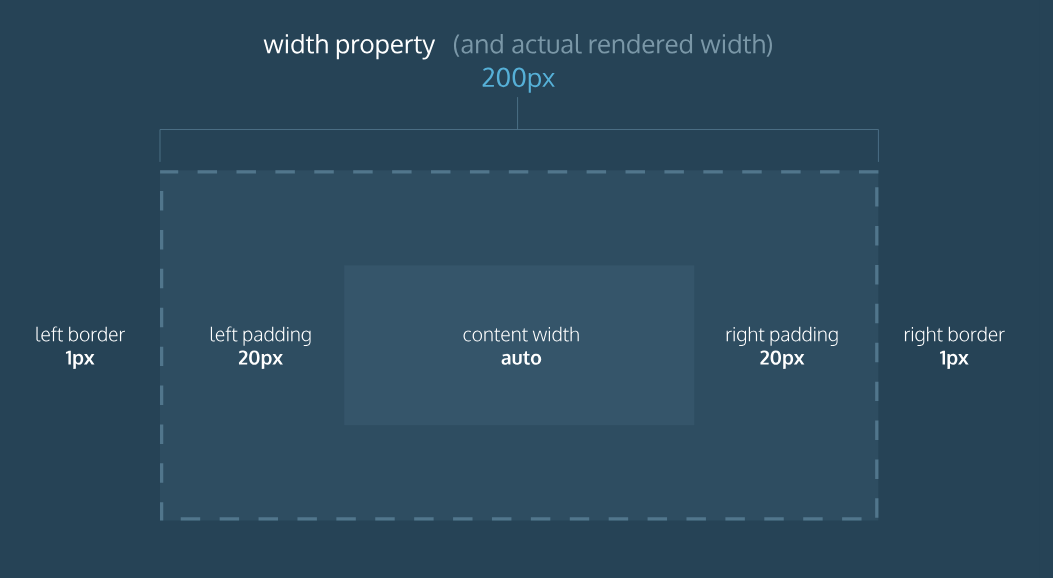 width property (and actual rendered width)
200px
left border
1px
left padding
20px
content width
auto
right padding
20px
right border
1px